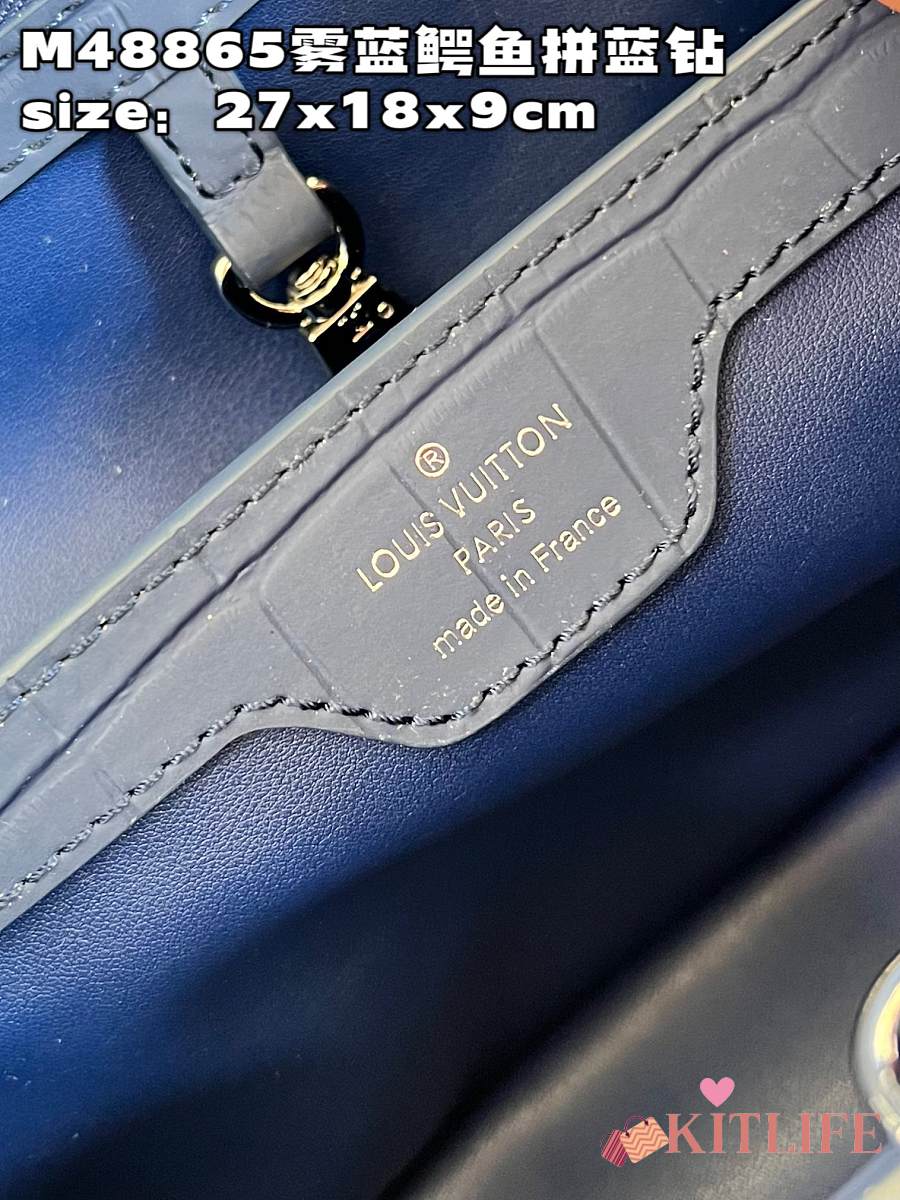 M48865雾蓝鳄鱼拼蓝钻
size：27x18x9cm
®
LOUIS VUITTON
PARIS
made in France
KITLIFE